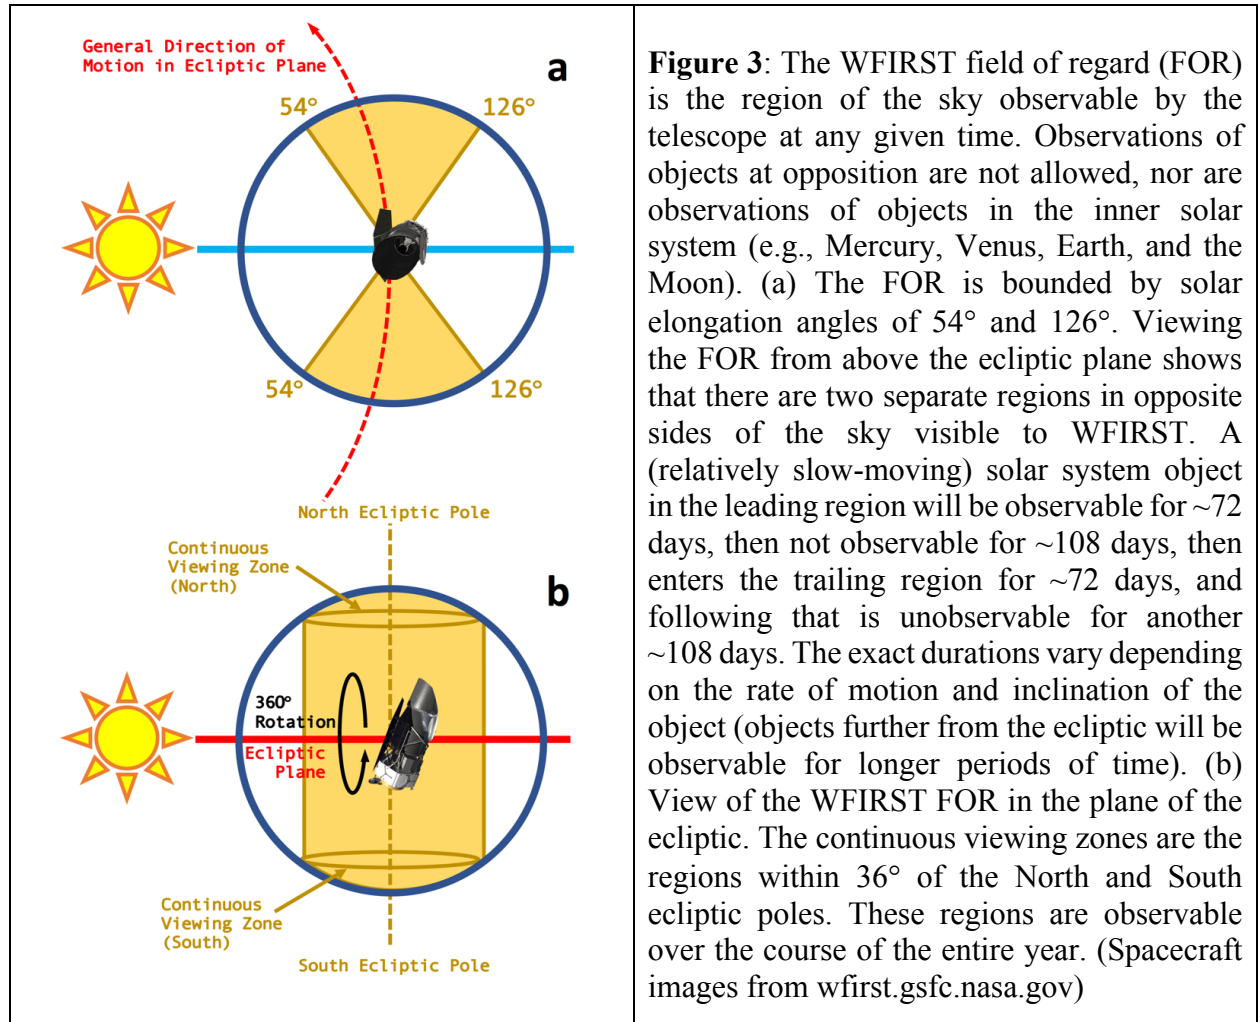 General Direction of
Motion in Ecliptic Plane
a
54°
126°
54°
126°
North Ecliptic Pole
Continuous
Viewing Zone
(North)
b
360°
Rotation
Ecliptic
Plane
Continuous
Viewing Zone
(South)
South Ecliptic Pole
Figure 3: The WFIRST field of regard (FOR)
is the region of the sky observable by the
telescope at any given time. Observations of
objects at opposition are not allowed, nor are
observations of objects in the inner solar
system (e.g., Mercury, Venus, Earth, and the
Moon). (a) The FOR is bounded by solar
elongation angles of 54° and 126°. Viewing
the FOR from above the ecliptic plane shows
that there are two separate regions in opposite
sides of the sky visible to WFIRST. A
(relatively slow-moving) solar system object
in the leading region will be observable for ~72
days, then not observable for ~108 days, then
enters the trailing region for ~72 days, and
following that is unobservable for another
~108 days. The exact durations vary depending
on the rate of motion and inclination of the
object (objects further from the ecliptic will be
observable for longer periods of time). (b)
View of the WFIRST FOR in the plane of the
ecliptic. The continuous viewing zones are the
regions within 36° of the North and South
ecliptic poles. These regions are observable
over the course of the entire year. (Spacecraft
images from wfirst.gsfc.nasa.gov)